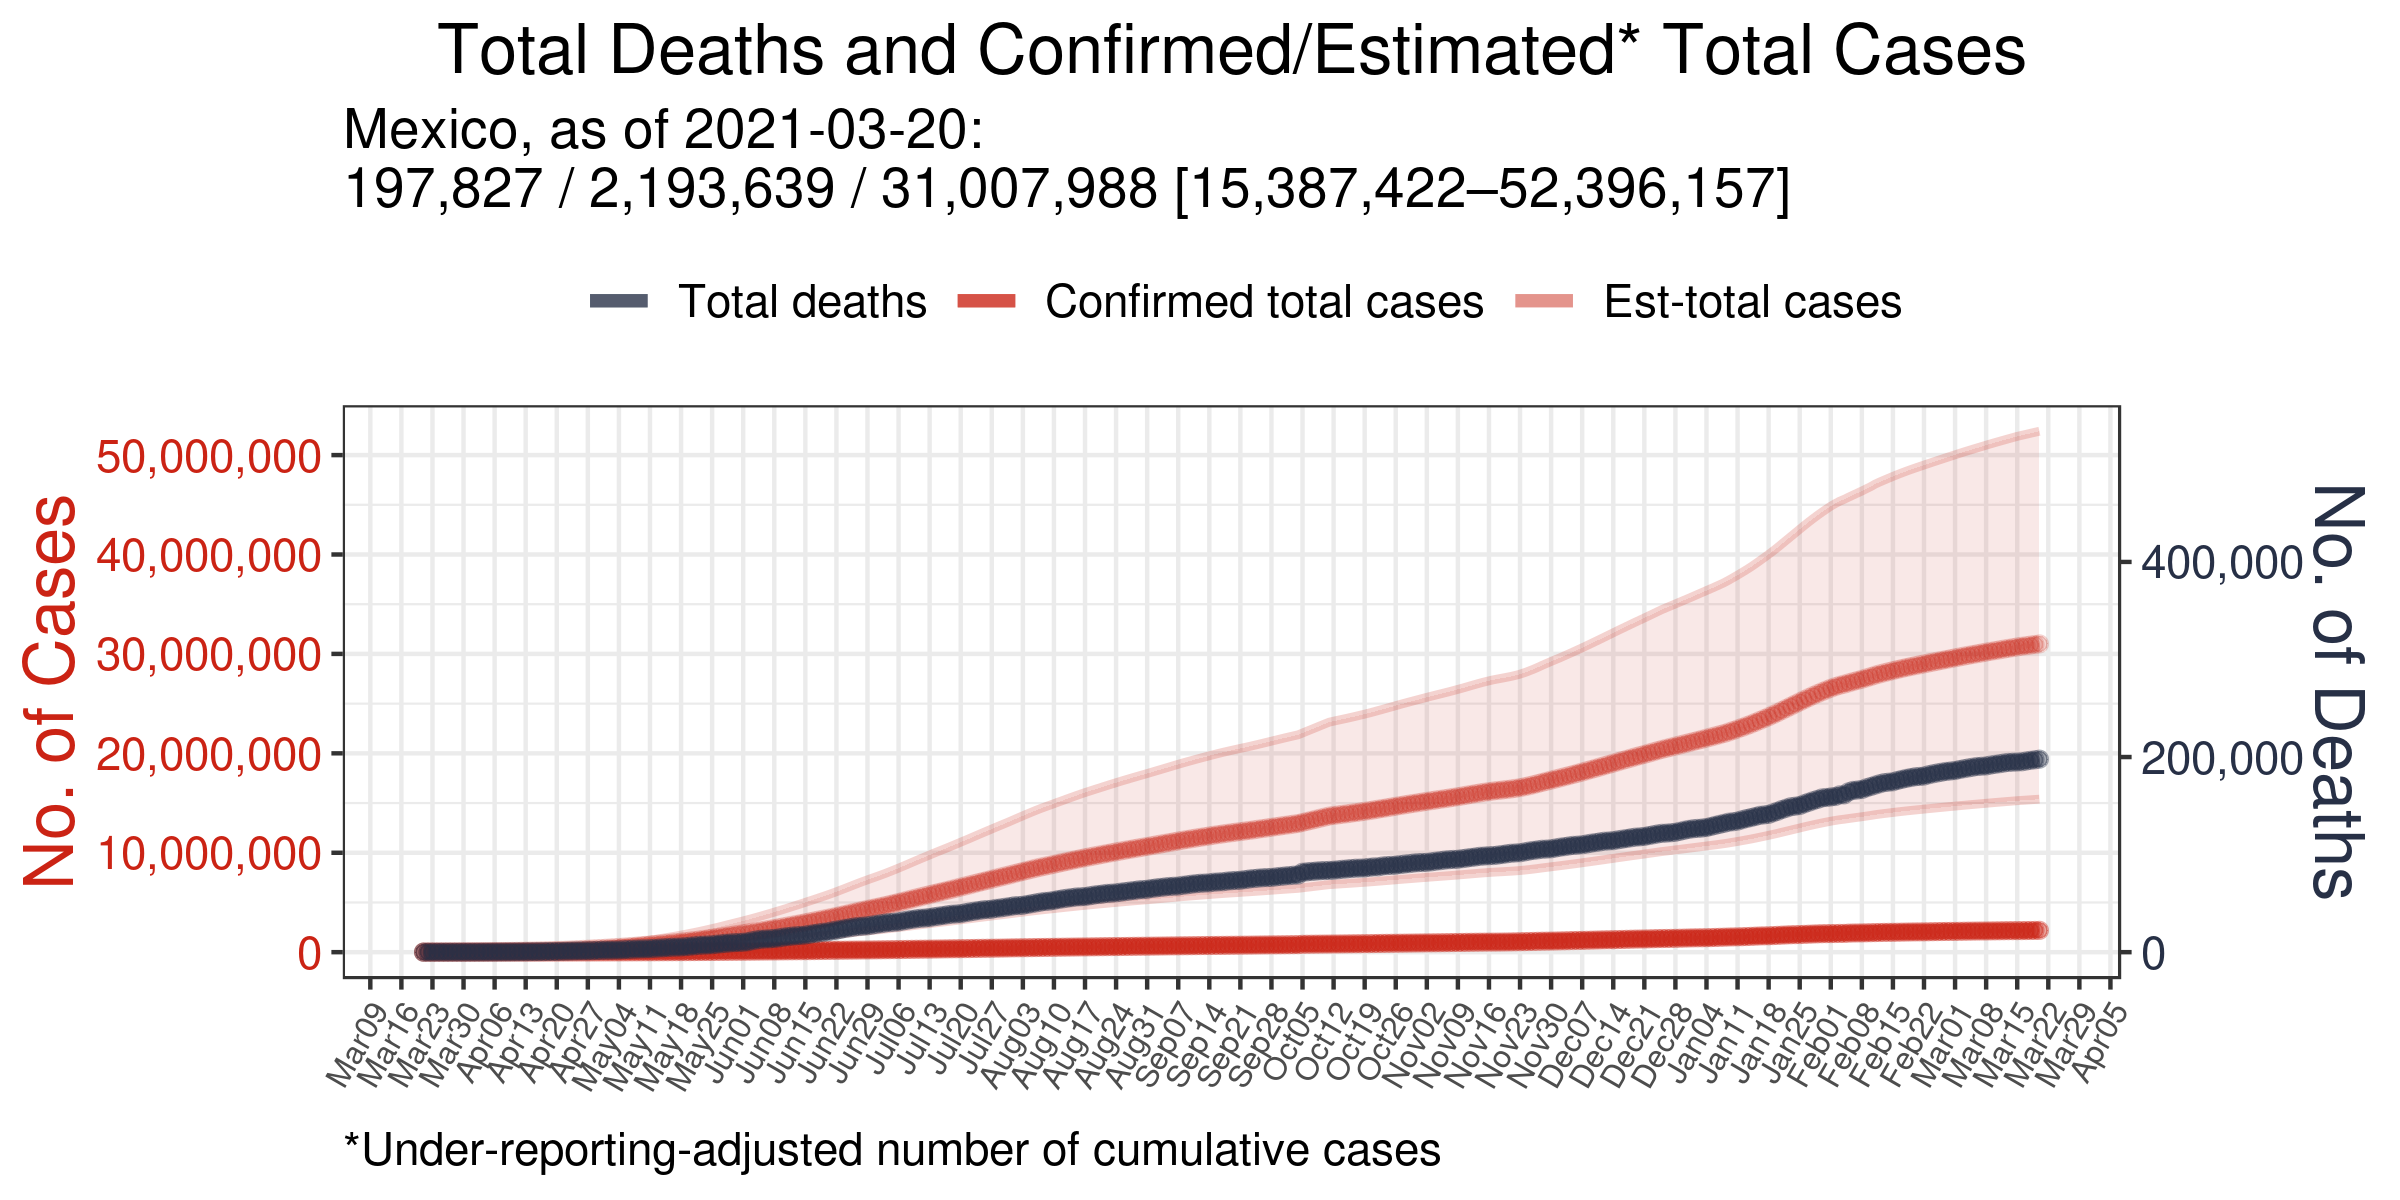 Total Deaths and Confirmed/Estimated* Total Cases
Mexico, as of 2021-03-20:
197,827 / 2,193,639 / 31,007,988 [15,387,422–52,396,157]
Total deaths
Confirmed total cases
Est-total cases
No. of Cases
50,000,000
40,000,000
30,000,000
20,000,000
10,000,000
0
400,000
200,000
0
No. of Deaths
Mar09
Mar16
Mar23
Mar30
Apr06
Apr13
Apr20
Apr27
May04
May11
May18
May25
Jun01
Jun08
Jun15
Jun22
Jun29
Jul06
Jul13
Jul20
Jul27
Aug03
Aug10
Aug17
Aug24
Aug31
Sep07
Sep14
Sep21
Sep28
Oct05
Oct12
Oct19
Oct26
Nov02
Nov09
Nov16
Nov23
Nov30
Dec07
Dec14
Dec21
Dec28
Jan04
Jan11
Jan18
Jan25
Feb01
Feb08
Feb15
Feb22
Mar01
Mar08
Mar15
Mar22
Mar29
Apr05
*Under-reporting-adjusted number of cumulative cases